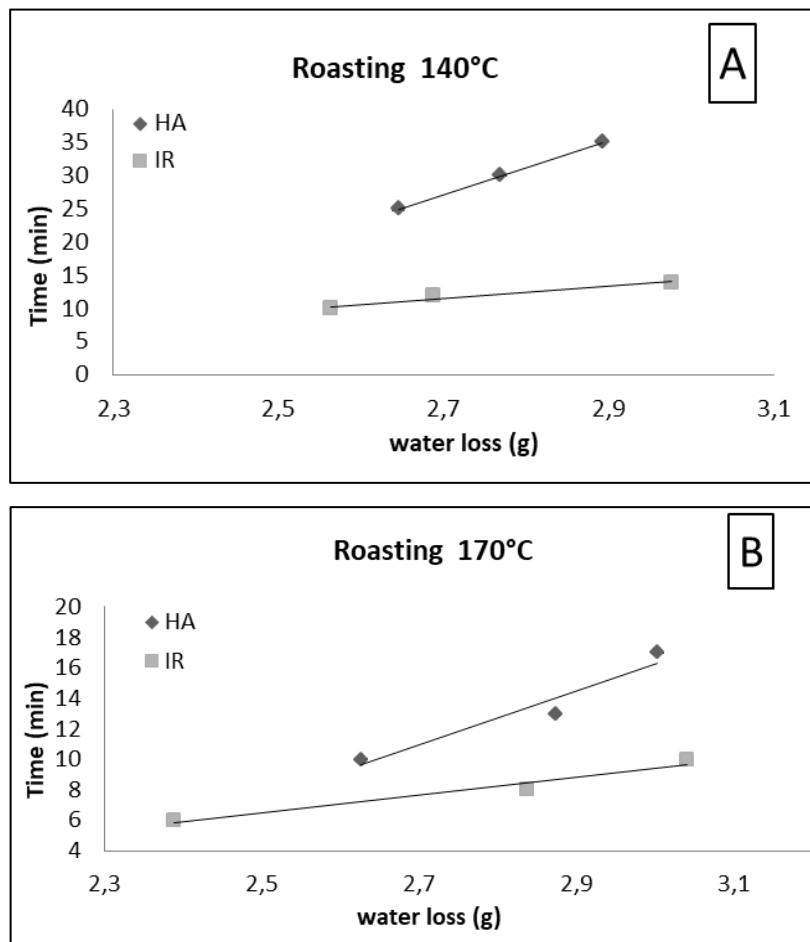 Roasting 140°C
A
HA
IR
Time (min)
40
35
30
25
20
15
10
5
0
2,3 2,5 2,7 2,9 3,1
water loss (g)
Roasting 170°C
B
HA
IR
Time (min)
20
18
16
14
12
10
8
6
4
2,3 2,5 2,7 2,9 3,1
water loss (g)